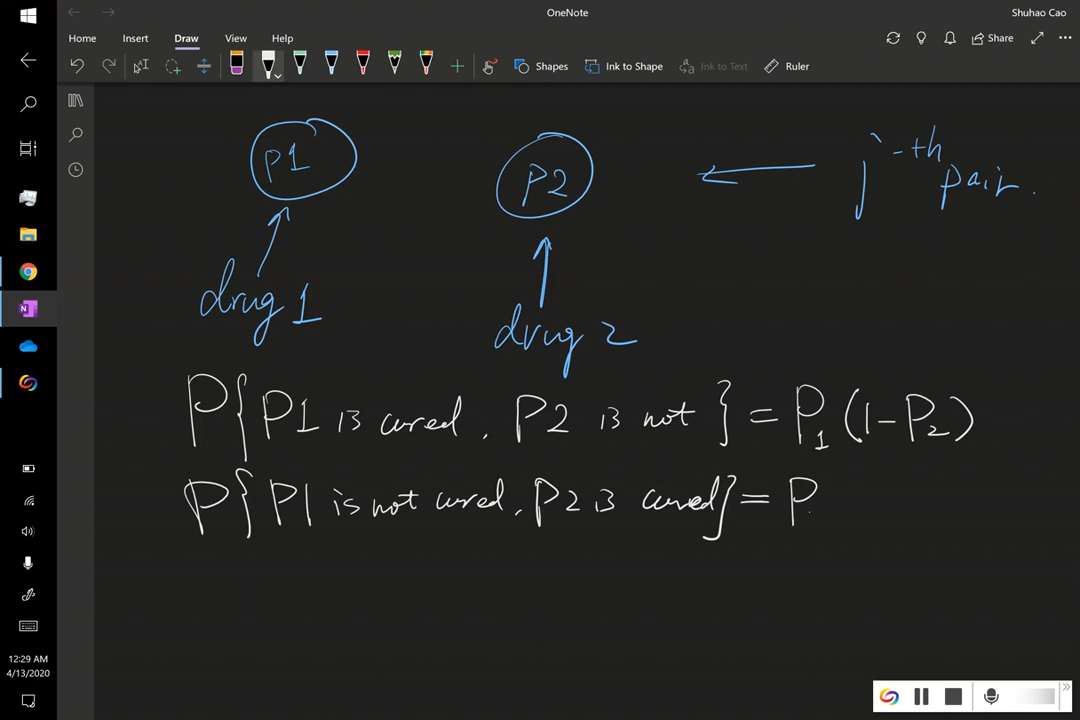 OneNote
Shuhao Cao
Home Insert Draw View Help
Share
Shapes Ink to Shape Ink to Text Ruler
P1 P2 j-th pair.
drug 1 drug 2
P{P1 is cured, P2 is not} = P1(1-P2)
P{P1 is not cured, P2 is cured} = P
12:29 AM
4/13/2020